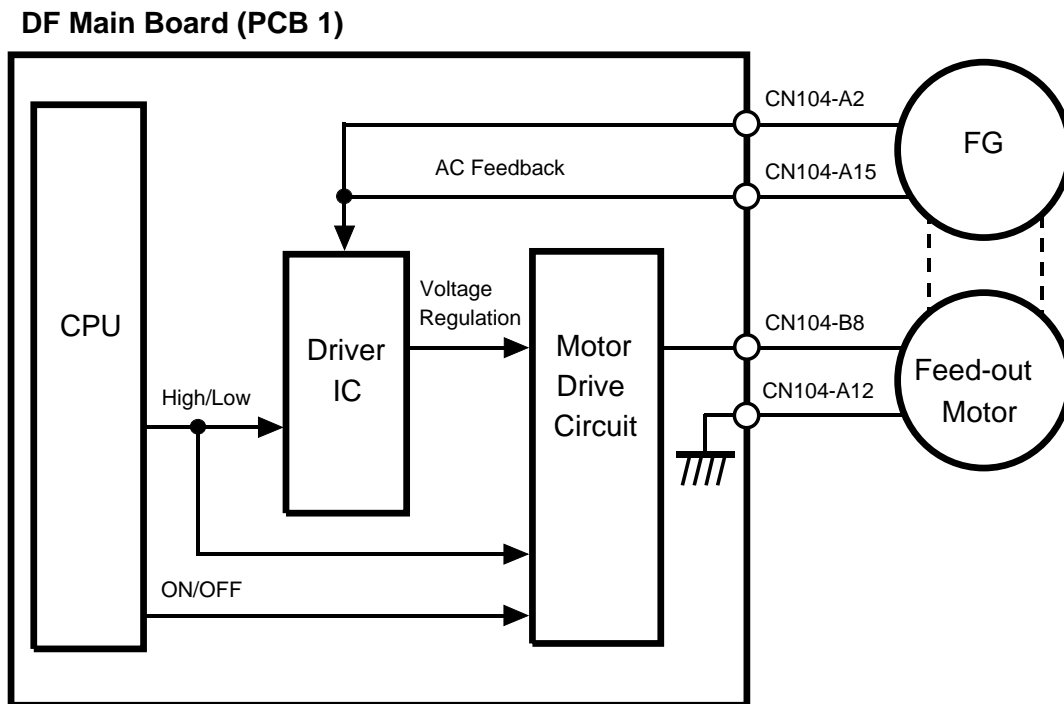 DF Main Board (PCB 1)
CN104-A2
FG
AC Feedback
CN104-A15
CPU
Driver
IC
Voltage
Regulation
Motor
Drive
Circuit
CN104-B8
Feed-out
Motor
CN104-A12
High/Low
ON/OFF